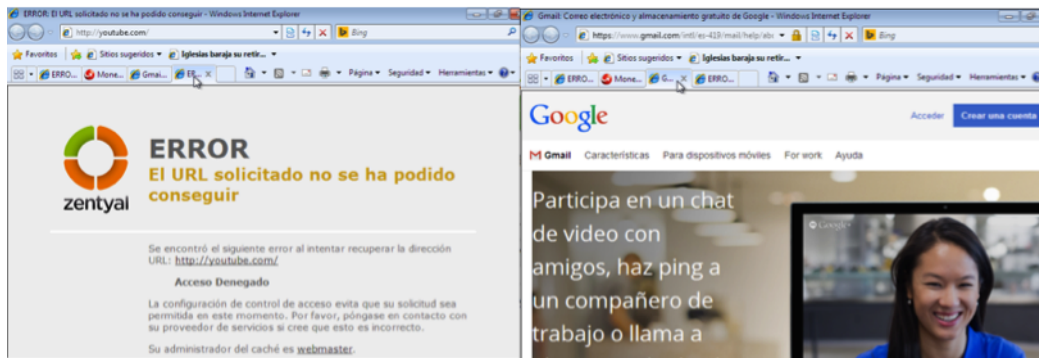 ERROR: El URL solicitado no se ha podido conseguir - Windows Internet Explorer
http://youtube.com/
Bing
Favoritos
Sitios sugeridos
Iglesias baraja su retir...
ERRO...
Mone...
Gmai...
ER...
Página
Seguridad
Herramientas
zentyal
ERROR
El URL solicitado no se ha podido
conseguir
Se encontró el siguiente error al intentar recuperar la dirección
URL: http://youtube.com/
Acceso Denegado
La configuración de control de acceso evita que su solicitud sea
permitida en este momento. Por favor, póngase en contacto con
su proveedor de servicios si cree que esto es incorrecto.
Su administrador del caché es webmaster.
Gmail: Correo electrónico y almacenamiento gratuito de Google - Windows Internet Explorer
https://www.gmail.com/intl/es-419/mail/help/abo
Bing
Favoritos
Sitios sugeridos
Iglesias baraja su retir...
ERRO...
Mone...
G...
ERRO...
Página
Seguridad
Herramientas
Google
Acceder
Crear una cuenta
Gmail
Características
Para dispositivos móviles
For work
Ayuda
Participa en un chat
de video con
amigos, haz ping a
un compañero de
trabajo o llama a
Google+